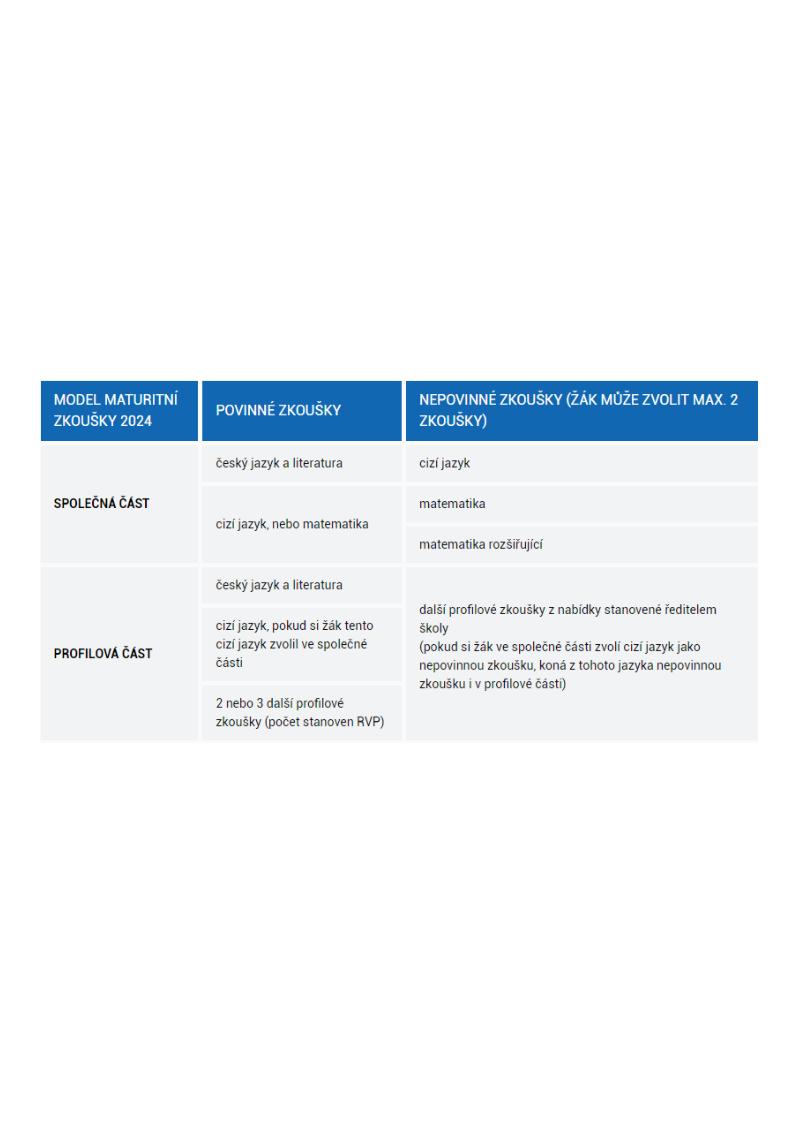 MODEL MATURITNÍ
ZKOUŠKY 2024
POVINNÉ ZKOUŠKY
NEPOVINNÉ ZKOUŠKY (ŽÁK MŮŽE ZVOLIT MAX. 2
ZKOUŠKY)
SPOLEČNÁ ČÁST
český jazyk a literatura
cizí jazyk, nebo matematika
cizí jazyk
matematika
matematika rozšiřující
PROFILOVÁ ČÁST
český jazyk a literatura
cizí jazyk, pokud si žák tento
cizí jazyk zvolil ve společné
části
2 nebo 3 další profilové
zkoušky (počet stanoven RVP)
další profilové zkoušky z nabídky stanovené ředitelem
školy
(pokud si žák ve společné části zvolí cizí jazyk jako
nepovinnou zkoušku, koná z tohoto jazyka nepovinnou
zkoušku i v profilové části)